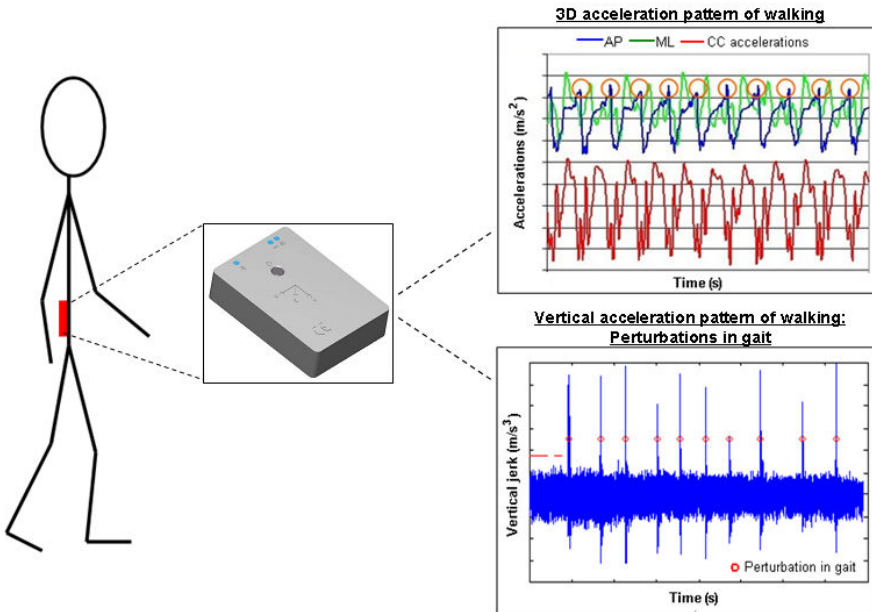 3D acceleration pattern of walking
AP ML CC accelerations
Accelerations (m/s²)
Time (s)
Vertical acceleration pattern of walking:
Perturbations in gait
Vertical jerk (m/s³)
Perturbation in gait
Time (s)